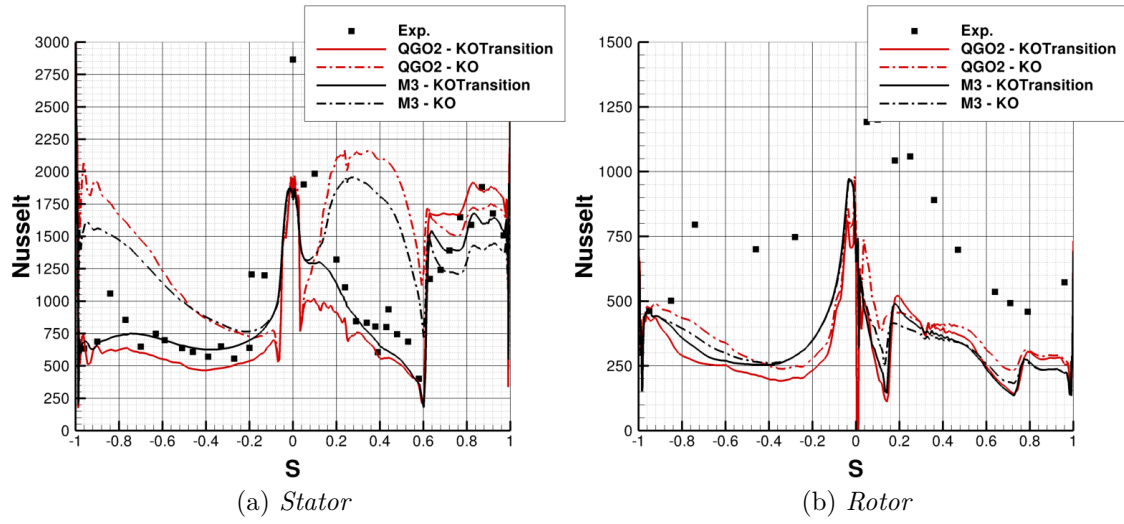 Exp.
QGO2 - KOTransition
QGO2 - KO
M3 - KOTransition
M3 - KO
3000
2750
2500
2250
2000
1750
1500
1250
1000
750
500
250
0
Nusselt
-1 -0.8 -0.6 -0.4 -0.2 0 0.2 0.4 0.6 0.8 1
S
(a) Stator
Exp.
QGO2 - KOTransition
QGO2 - KO
M3 - KOTransition
M3 - KO
1500
1250
1000
750
500
250
0
Nusselt
-1 -0.8 -0.6 -0.4 -0.2 0 0.2 0.4 0.6 0.8 1
S
(b) Rotor